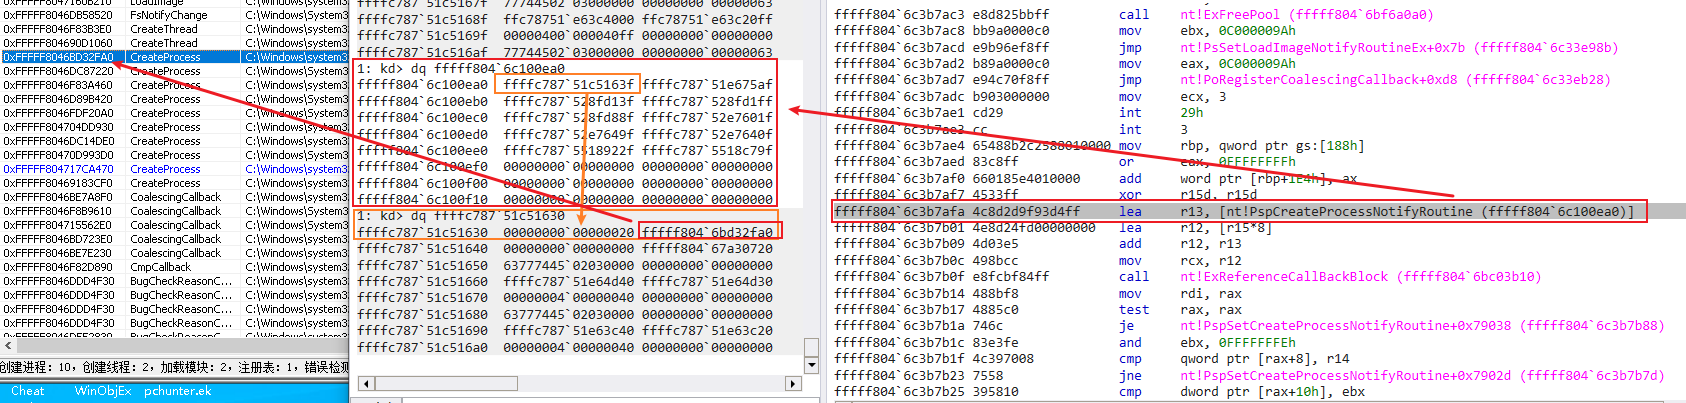 0xFFFFF8047160B210 LoadImage C:\Windows\system3
0xFFFFF80469058520 FsNotifyChange C:\Windows\system3
0xFFFFF8046F83B3E0 CreateThread C:\Windows\system3
0xFFFFF804690D1060 CreateThread C:\Windows\system3
0xFFFFF8046BD32FA0 CreateProcess C:\Windows\system3
0xFFFFF8046DC87220 CreateProcess C:\Windows\system3
0xFFFFF8046F83A460 CreateProcess C:\Windows\system3
0xFFFFF8046D89B420 CreateProcess C:\Windows\system3
0xFFFFF8046FDF20A0 CreateProcess C:\Windows\System3
0xFFFFF804704DD930 CreateProcess C:\Windows\system3
0xFFFFF8046DC14DE0 CreateProcess C:\Windows\system3
0xFFFFF80470D993D0 CreateProcess C:\Windows\system3
0xFFFFF804717CA470 CreateProcess C:\Windows\system3
0xFFFFF80469183CF0 CreateProcess C:\Windows\system3
0xFFFFF8046BE7A8F0 CoalescingCallback C:\Windows\system3
0xFFFFF8046F8B9610 CoalescingCallback C:\Windows\system3
0xFFFFF804715562E0 CoalescingCallback C:\Windows\system3
0xFFFFF8046BD723E0 CoalescingCallback C:\Windows\system3
0xFFFFF8046BE7E230 CoalescingCallback C:\Windows\system3
0xFFFFF8046F82D890 CmpCallback C:\Windows\system3
0xFFFFF8046DDD4F30 BugCheckReasonC... C:\Windows\system3
0xFFFFF8046DDD4F30 BugCheckReasonC... C:\Windows\system3
0xFFFFF8046DDD4F30 BugCheckReasonC... C:\Windows\system3
0xFFFFF8046DDD4F30 BugCheckReasonC... C:\Windows\system3
创建进程: 10, 创建线程: 2, 加载模块: 2, 注册表: 1, 错误检测
Cheat WinObjEx pchunter.ek
ffffc787`51c5167f 77744502 03000000 00000000`00000063
ffffc787`51c5168f ffc78751`e63c4000 ffc78751`e63c20ff
ffffc787`51c5169f 00000400`000040ff 00000000`00000000
ffffc787`51c516af 77744502`03000000 00000000`00000063
1: kd> dq fffff804`6c100ea0
fffff804`6c100ea0 ffffc787`51c5163f ffffc787`51e675af
fffff804`6c100eb0 ffffc787`528fd13f ffffc787`528fd1ff
fffff804`6c100ec0 ffffc787`528fd88f ffffc787`52e7601f
fffff804`6c100ed0 ffffc787`52e7649f ffffc787`52e7640f
fffff804`6c100ee0 ffffc787`5518922f ffffc787`5518c79f
fffff804`6c100ef0 00000000`00000000 00000000`00000000
fffff804`6c100f00 00000000`00000000 00000000`00000000
fffff804`6c100f10 00000000`00000000 00000000`00000000
1: kd> dq ffffc787`51c51630
ffffc787`51c51630 00000000`00000020 fffff804`6bd32fa0
ffffc787`51c51640 00000000`00000000 fffff804`67a30720
ffffc787`51c51650 63777445`02030000 00000000`00000000
ffffc787`51c51660 ffffc787`51e64d40 ffffc787`51e64d30
ffffc787`51c51670 00000004`00000040 00000000`00000000
ffffc787`51c51680 63777445`02030000 00000000`00000000
ffffc787`51c51690 ffffc787`51e63c40 ffffc787`51e63c20
ffffc787`51c516a0 00000004`00000040 00000000`00000000
fffff804`6c3b7ac3 e8d825bbff call nt!ExFreePool (fffff804`6bf6a0a0)
fffff804`6c3b7ac8 bb9a0000c0 mov ebx, 0C000009Ah
fffff804`6c3b7acd e9b96ef8ff jmp nt!PsSetLoadImageNotifyRoutineEx+0x7b (fffff804`6c33e98b)
fffff804`6c3b7ad2 b89a0000c0 mov eax, 0C000009Ah
fffff804`6c3b7ad7 e94c70f8ff jmp nt!PoRegisterCoalescingCallback+0xd8 (fffff804`6c33eb28)
fffff804`6c3b7adc b903000000 mov ecx, 3
fffff804`6c3b7ae1 cd29 int 29h
fffff804`6c3b7ae3 cc int 3
fffff804`6c3b7ae4 65488b2c2588010000 mov rbp, qword ptr gs:[188h]
fffff804`6c3b7aed 83c8ff or eax, 0FFFFFFFFh
fffff804`6c3b7af0 660185e4010000 add word ptr [rbp+1E4h], ax
fffff804`6c3b7af7 4533ff xor r15d, r15d
fffff804`6c3b7afa 4c8d2d9f93d4ff lea r13, [nt!PspCreateProcessNotifyRoutine (fffff804`6c100ea0)]
fffff804`6c3b7b01 4e8d24fd00000000 lea r12, [r15*8]
fffff804`6c3b7b09 4d03e5 add r12, r13
fffff804`6c3b7b0c 498bcc mov rcx, r12
fffff804`6c3b7b0f e8fcbf84ff call nt!ExReferenceCallBackBlock (fffff804`6bc03b10)
fffff804`6c3b7b14 488bf8 mov rdi, rax
fffff804`6c3b7b17 4885c0 test rax, rax
fffff804`6c3b7b1a 746c je nt!PspSetCreateProcessNotifyRoutine+0x79038 (fffff804`6c3b7b88)
fffff804`6c3b7b1c 83e3fe and ebx, 0FFFFFFFEh
fffff804`6c3b7b1f 4c397008 cmp qword ptr [rax+8], r14
fffff804`6c3b7b23 7558 jne nt!PspSetCreateProcessNotifyRoutine+0x7902d (fffff804`6c3b7b7d)
fffff804`6c3b7b25 395810 cmp dword ptr [rax+10h], ebx